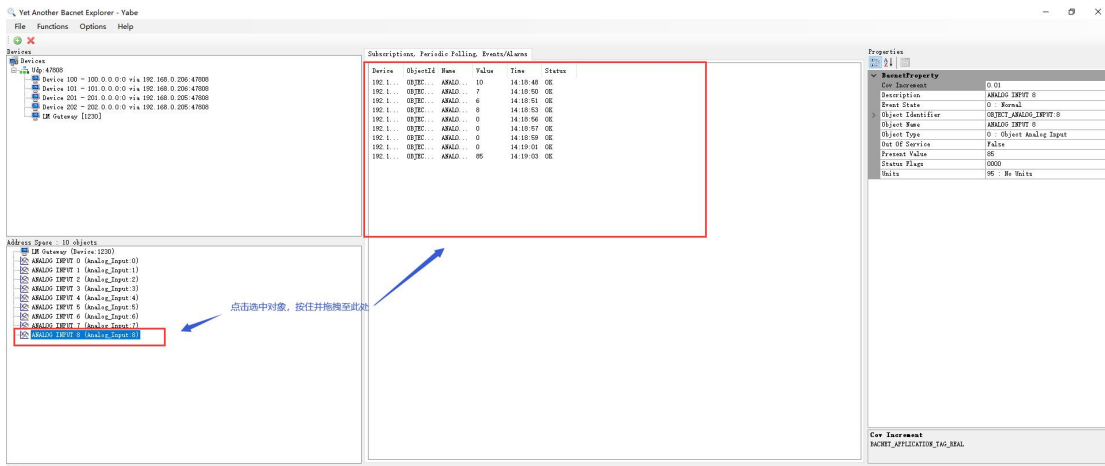 Yet Another Bacnet Explorer - Yabe
File Functions Options Help
Devices
Devices
Udp:47808
Device 100 - 100.0.0.0:0 via 192.168.0.206:47808
Device 101 - 101.0.0.0:0 via 192.168.0.206:47808
Device 201 - 201.0.0.0:0 via 192.168.0.205:47808
Device 202 - 202.0.0.0:0 via 192.168.0.205:47808
LM Gateway [1230]
Address Space : 10 objects
LM Gateway (Device:1230)
ANALOG INPUT 0 (Analog_Input:0)
ANALOG INPUT 1 (Analog_Input:1)
ANALOG INPUT 2 (Analog_Input:2)
ANALOG INPUT 3 (Analog_Input:3)
ANALOG INPUT 4 (Analog_Input:4)
ANALOG INPUT 5 (Analog_Input:5)
ANALOG INPUT 6 (Analog_Input:6)
ANALOG INPUT 7 (Analog_Input:7)
ANALOG INPUT 8 (Analog_Input:8)
点击选中对象，按住并拖拽至此处
Subscriptions, Periodic Polling, Events/Alarms
Device ObjectId Name Value Time Status
192.1... OBJEC... ANALO... 10 14:18:48 OK
192.1... OBJEC... ANALO... 7 14:18:50 OK
192.1... OBJEC... ANALO... 6 14:18:51 OK
192.1... OBJEC... ANALO... 8 14:18:53 OK
192.1... OBJEC... ANALO... 0 14:18:56 OK
192.1... OBJEC... ANALO... 0 14:18:57 OK
192.1... OBJEC... ANALO... 0 14:18:59 OK
192.1... OBJEC... ANALO... 0 14:19:01 OK
192.1... OBJEC... ANALO... 85 14:19:03 OK
Properties
BacnetProperty
Cov Increment 0.01
Description ANALOG INPUT 8
Event State 0 : Normal
Object Identifier OBJECT_ANALOG_INPUT:8
Object Name ANALOG INPUT 8
Object Type 0 : Object Analog Input
Out Of Service False
Present Value 85
Status Flags 0000
Units 95 : No Units
Cov Increment
BACNET_APPLICATION_TAG_REAL